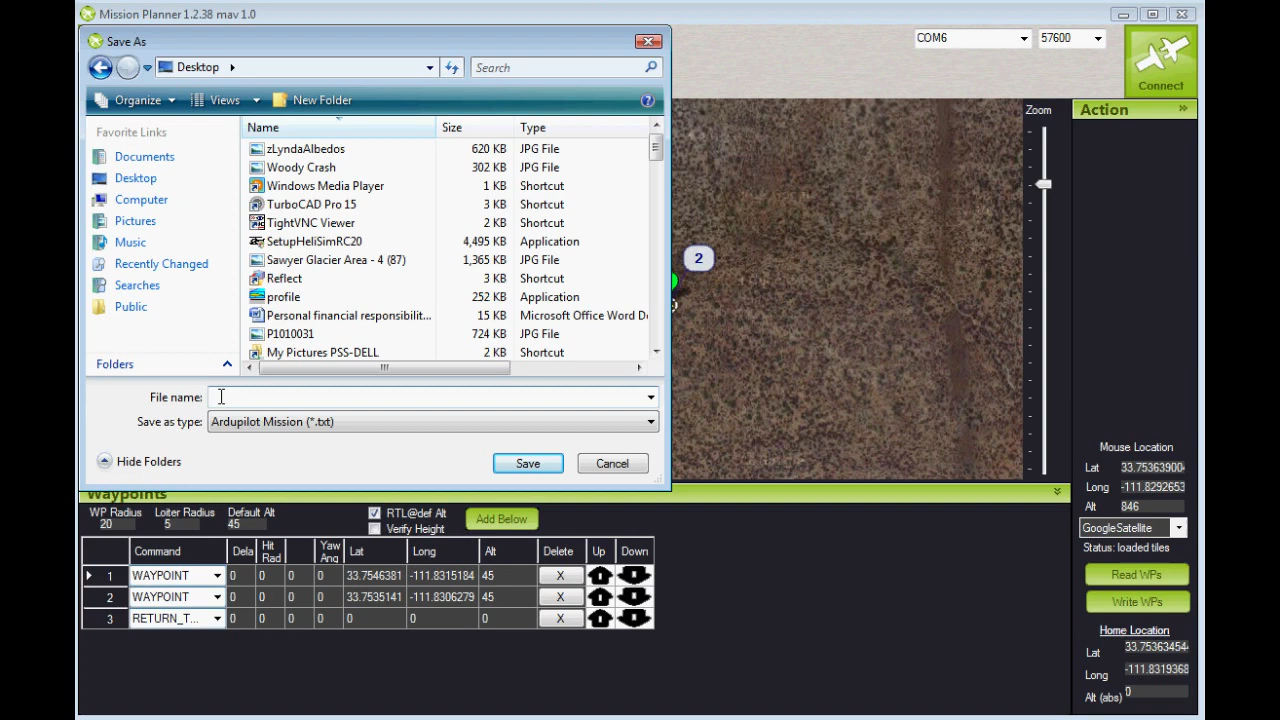 Mission Planner 1.2.38 mav 1.0
Save As
Desktop
Search
COM6
57600
Connect
Organize
Views
New Folder
Favorite Links
Documents
Desktop
Computer
Pictures
Music
Recently Changed
Searches
Public
Folders
Name Size Type
zLyndaAlbedos 620 KB JPG File
Woody Crash 302 KB JPG File
Windows Media Player 1 KB Shortcut
TurboCAD Pro 15 3 KB Shortcut
TightVNC Viewer 2 KB Shortcut
SetupHeliSimRC20 4,495 KB Application
Sawyer Glacier Area - 4 (87) 1,365 KB JPG File
Reflect 3 KB Shortcut
profile 252 KB Application
Personal financial responsibilit... 15 KB Microsoft Office Word Do
P1010031 724 KB JPG File
My Pictures PSS-DELL 2 KB Shortcut
File name:
Save as type: Ardupilot Mission (*.txt)
Hide Folders
Save
Cancel
2
Zoom
Action
Mouse Location
Lat 33.75363900
Long -111.8292653
Alt 846
GoogleSatellite
Status: loaded tiles
Read WPs
Write WPs
Home Location
Lat 33.75363454
Long -111.8319368
Alt (abs) 0
Waypoints
WP Radius Loiter Radius Default Alt
20 5 45
RTL@def Alt
Verify Height
Add Below
Command Dela Hit Rad Yaw Ang Lat Long Alt Delete Up Down
1 WAYPOINT 0 0 0 0 33.7546381 -111.8315184 45 X
2 WAYPOINT 0 0 0 0 33.7535141 -111.8306279 45 X
3 RETURN_T... 0 0 0 0 0 0 0 X